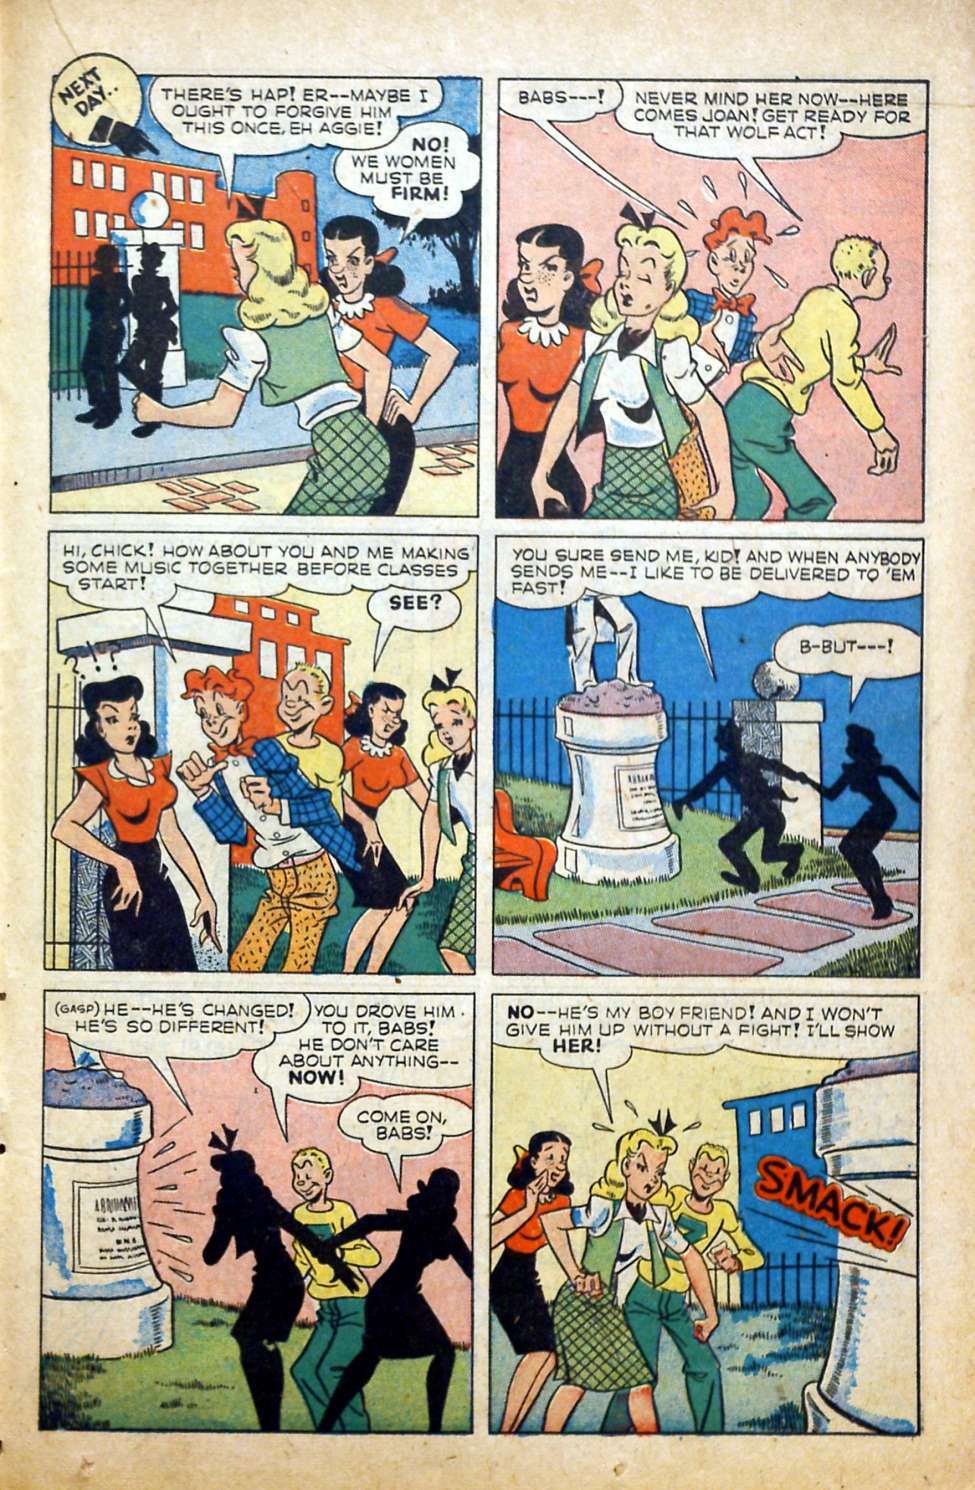 NEXT
DAY..
THERE'S HAP! ER--MAYBE I
OUGHT TO FORGIVE HIM
THIS ONCE, EH AGGIE!
NO!
WE WOMEN
MUST BE
FIRM!
BABS---!
NEVER MIND HER NOW--HERE
COMES JOAN! GET READY FOR
THAT WOLF ACT!
HI, CHICK! HOW ABOUT YOU AND ME MAKING
SOME MUSIC TOGETHER BEFORE CLASSES
START!
SEE?
?!?
YOU SURE SEND ME, KID! AND WHEN ANYBODY
SENDS ME--I LIKE TO BE DELIVERED TO 'EM
FAST!
B-BUT---!
(GASP) HE--HE'S CHANGED!
HE'S SO DIFFERENT!
YOU DROVE HIM
TO IT, BABS!
HE DON'T CARE
ABOUT ANYTHING--
NOW!
COME ON,
BABS!
NO--HE'S MY BOY FRIEND! AND I WON'T
GIVE HIM UP WITHOUT A FIGHT! I'LL SHOW
HER!
SMACK!